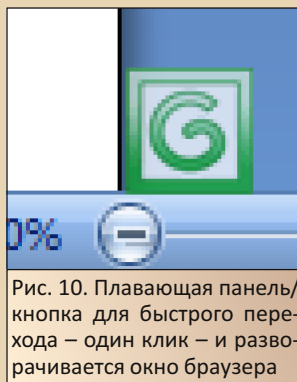 G
0%
Рис. 10. Плавающая панель/
кнопка для быстрого пере-
хода – один клик – и разво-
рачивается окно браузера